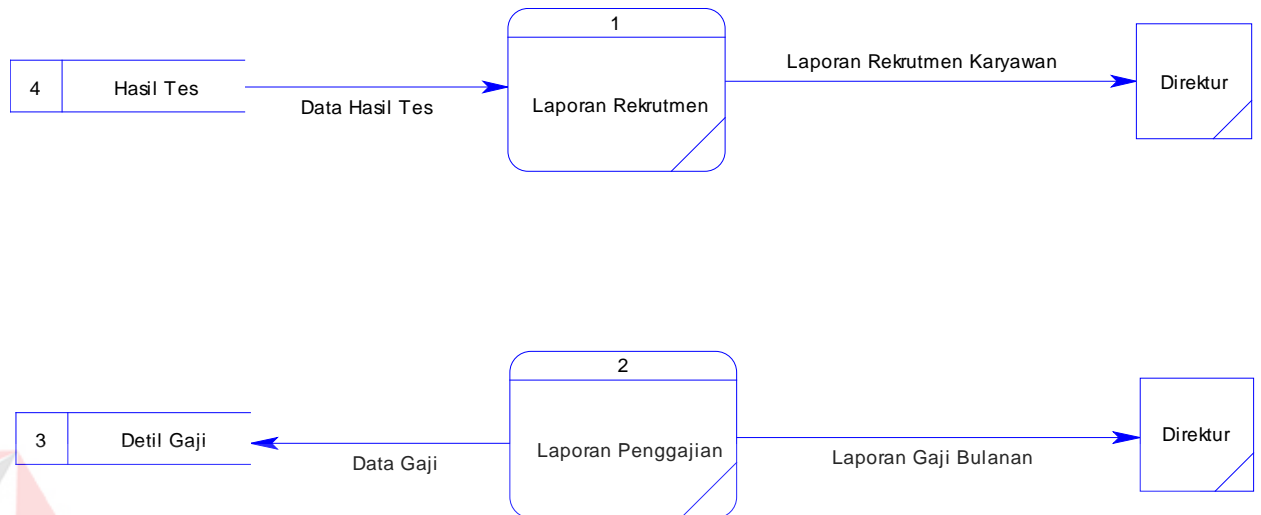 1
4
Hasil Tes
Data Hasil Tes
Laporan Rekrutmen
Laporan Rekrutmen Karyawan
Direktur
2
3
Detil Gaji
Data Gaji
Laporan Penggajian
Laporan Gaji Bulanan
Direktur